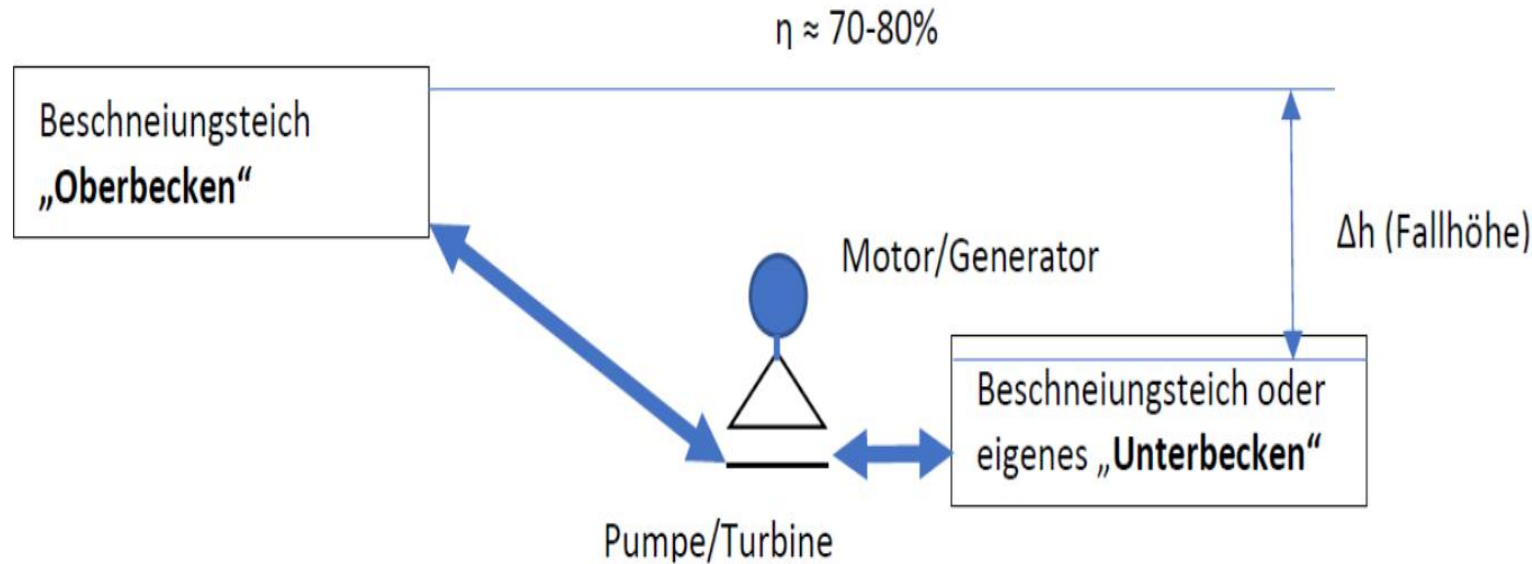 η ≈ 70-80%
Beschneiungsteich
„Oberbecken“
Δh (Fallhöhe)
Motor/Generator
Beschneiungsteich oder
eigenes „Unterbecken“
Pumpe/Turbine